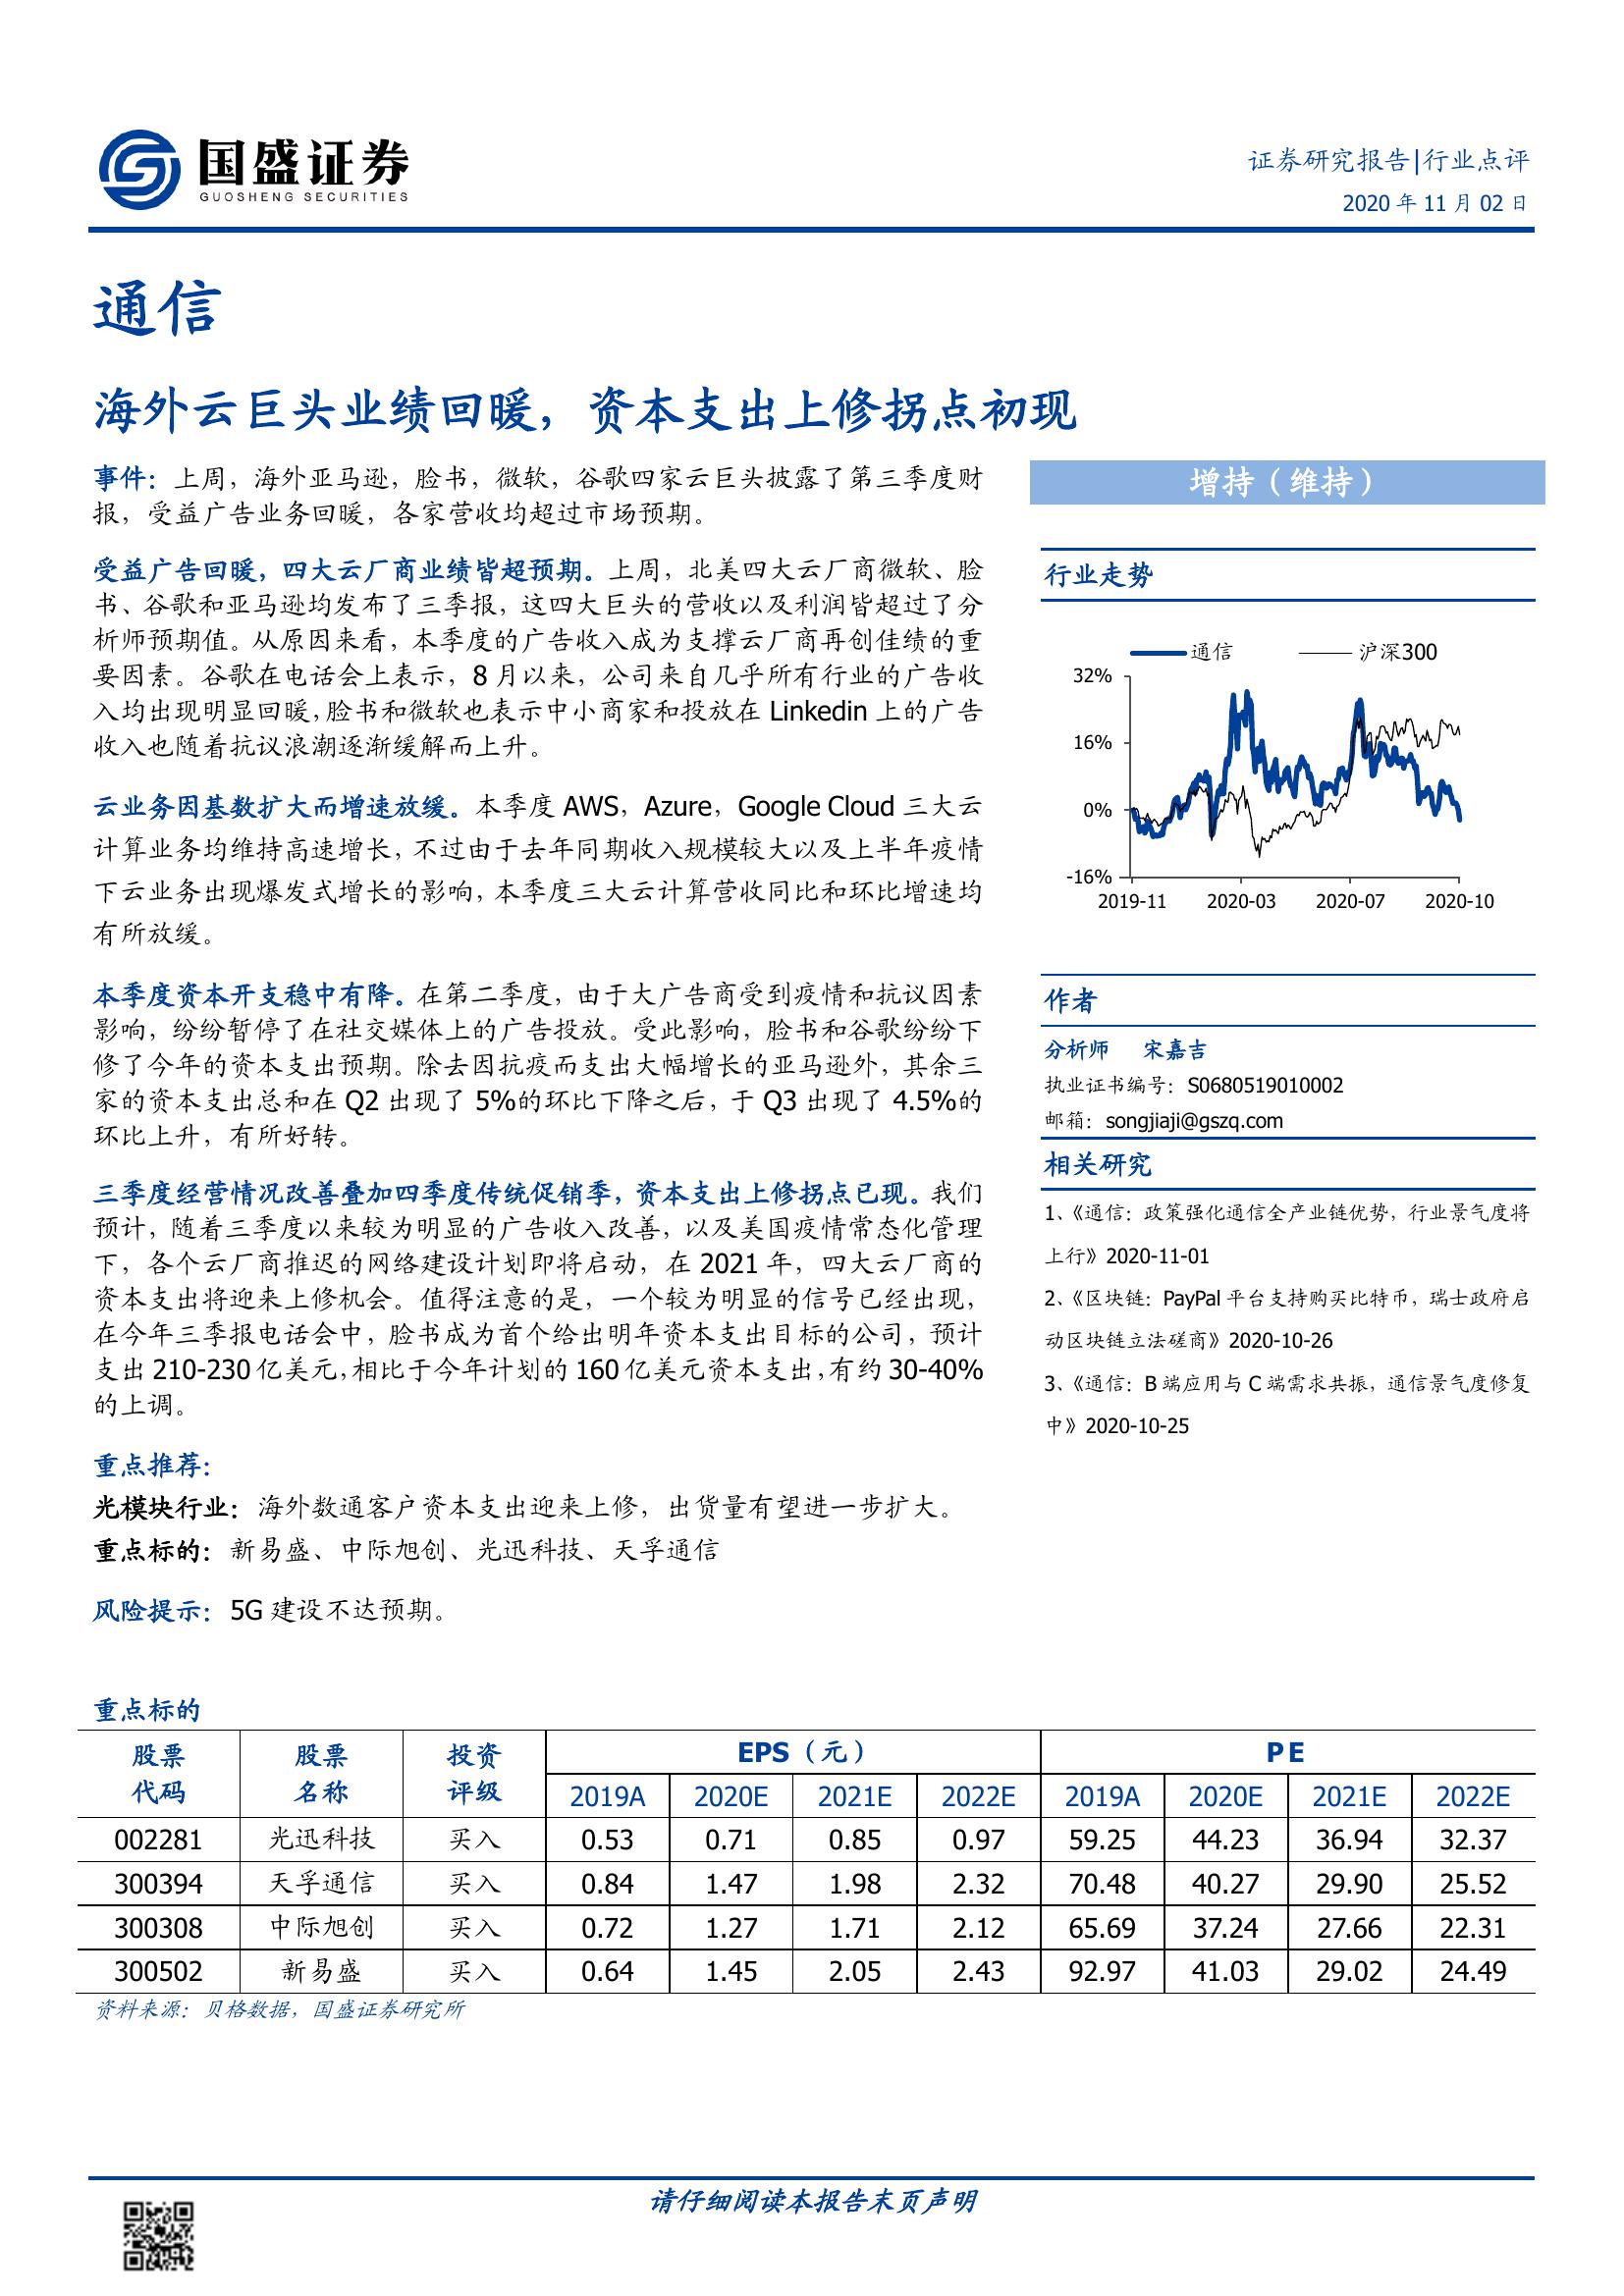 国盛证券
GUOSHENG SECURITIES
证券研究报告|行业点评
2020 年 11 月 02 日
通信
海外云巨头业绩回暖，资本支出上修拐点初现
事件：上周，海外亚马逊，脸书，微软，谷歌四家云巨头披露了第三季度财
报，受益广告业务回暖，各家营收均超过市场预期。
受益广告回暖，四大云厂商业绩皆超预期。上周，北美四大云厂商微软、脸
书、谷歌和亚马逊均发布了三季报，这四大巨头的营收以及利润皆超过了分
析师预期值。从原因来看，本季度的广告收入成为支撑云厂商再创佳绩的重
要因素。谷歌在电话会上表示，8 月以来，公司来自几乎所有行业的广告收
入均出现明显回暖，脸书和微软也表示中小商家和投放在 Linkedin 上的广告
收入也随着抗议浪潮逐渐缓解而上升。
云业务因基数扩大而增速放缓。本季度 AWS，Azure，Google Cloud 三大云
计算业务均维持高速增长，不过由于去年同期收入规模较大以及上半年疫情
下云业务出现爆发式增长的影响，本季度三大云计算营收同比和环比增速均
有所放缓。
本季度资本开支稳中有降。在第二季度，由于大广告商受到疫情和抗议因素
影响，纷纷暂停了在社交媒体上的广告投放。受此影响，脸书和谷歌纷纷下
修了今年的资本支出预期。除去因抗疫而支出大幅增长的亚马逊外，其余三
家的资本支出总和在 Q2 出现了 5%的环比下降之后，于 Q3 出现了 4.5%的
环比上升，有所好转。
三季度经营情况改善叠加四季度传统促销季，资本支出上修拐点已现。我们
预计，随着三季度以来较为明显的广告收入改善，以及美国疫情常态化管理
下，各个云厂商推迟的网络建设计划即将启动，在 2021 年，四大云厂商的
资本支出将迎来上修机会。值得注意的是，一个较为明显的信号已经出现，
在今年三季报电话会中，脸书成为首个给出明年资本支出目标的公司，预计
支出 210-230 亿美元，相比于今年计划的 160 亿美元资本支出，有约 30-40%
的上调。
重点推荐：
光模块行业：海外数通客户资本支出迎来上修，出货量有望进一步扩大。
重点标的：新易盛、中际旭创、光迅科技、天孚通信
风险提示：5G 建设不达预期。
增持（维持）
行业走势
通信 沪深300
32%
16%
0%
-16%
2019-11 2020-03 2020-07 2020-10
作者
分析师 宋嘉吉
执业证书编号：S0680519010002
邮箱：songjiaji@gszq.com
相关研究
1、《通信：政策强化通信全产业链优势，行业景气度将
上行》2020-11-01
2、《区块链：PayPal 平台支持购买比特币，瑞士政府启
动区块链立法磋商》2020-10-26
3、《通信：B 端应用与 C 端需求共振，通信景气度修复
中》2020-10-25
重点标的
股票 股票 投资 EPS（元） PE
代码 名称 评级 2019A 2020E 2021E 2022E 2019A 2020E 2021E 2022E
002281 光迅科技 买入 0.53 0.71 0.85 0.97 59.25 44.23 36.94 32.37
300394 天孚通信 买入 0.84 1.47 1.98 2.32 70.48 40.27 29.90 25.52
300308 中际旭创 买入 0.72 1.27 1.71 2.12 65.69 37.24 27.66 22.31
300502 新易盛 买入 0.64 1.45 2.05 2.43 92.97 41.03 29.02 24.49
资料来源：贝格数据，国盛证券研究所
请仔细阅读本报告末页声明